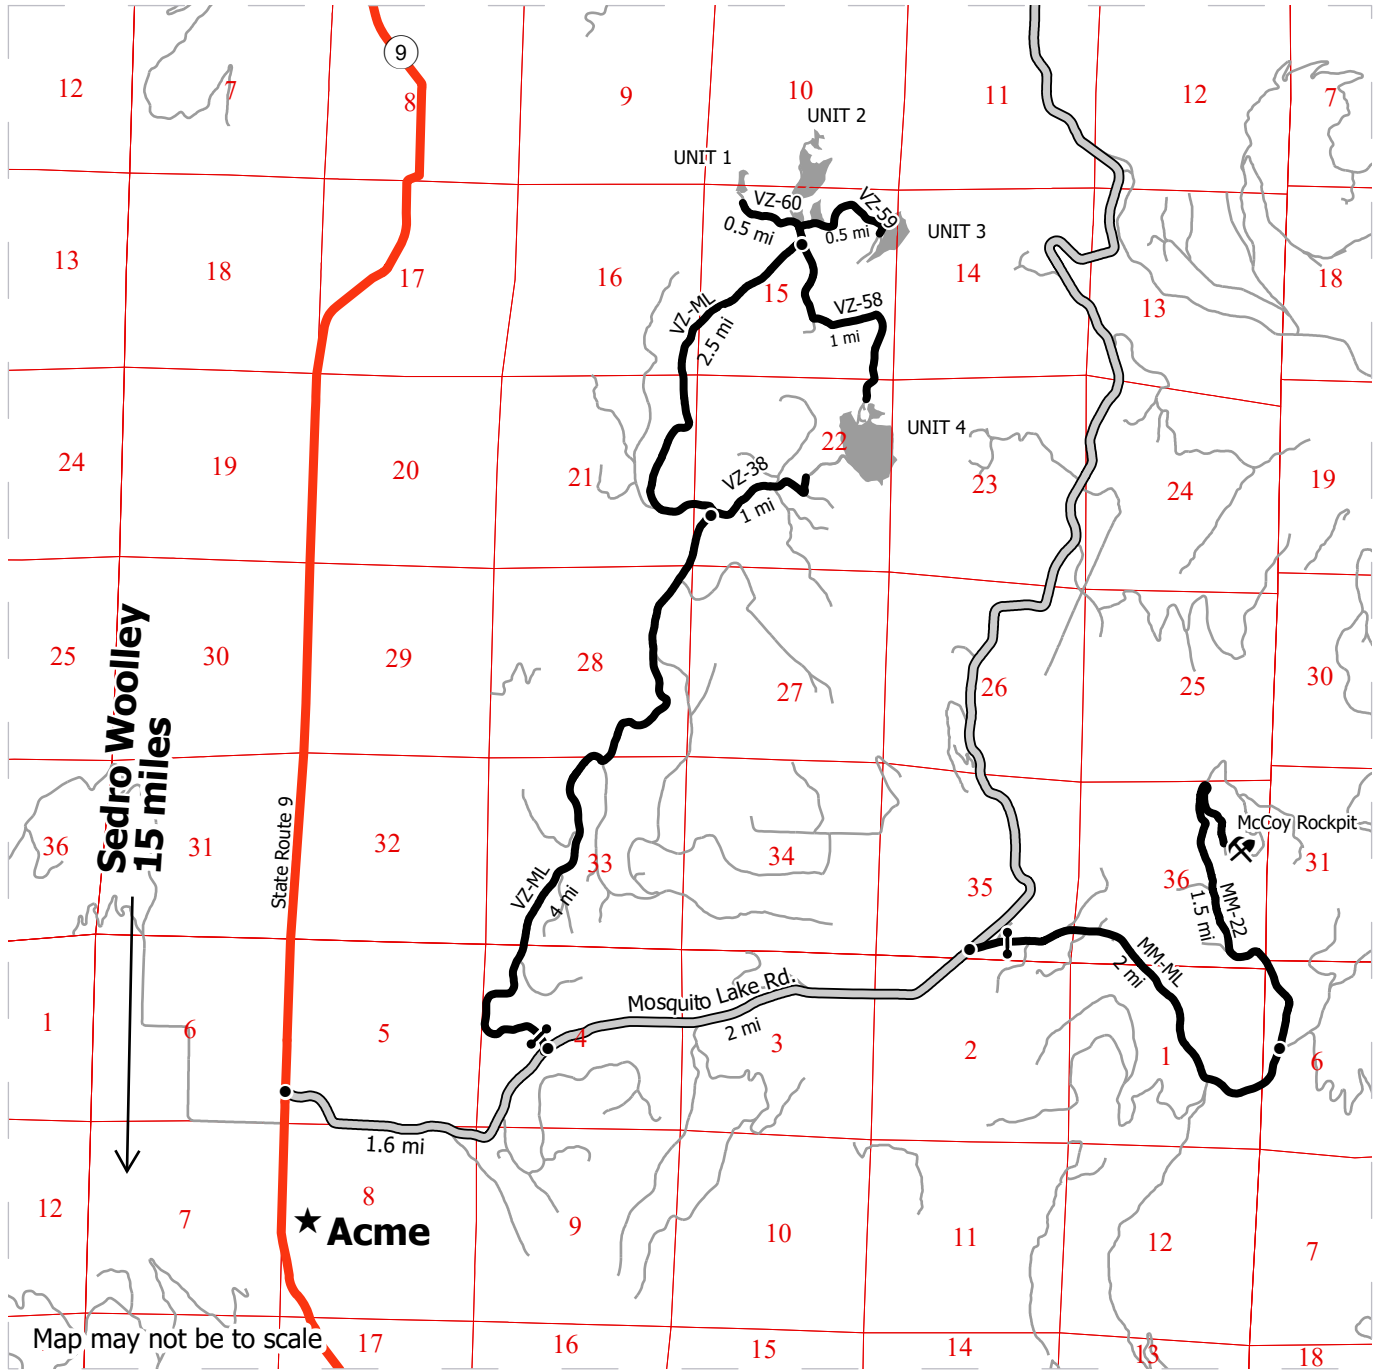 9
12
7
8
9
10
11
12
7
UNIT 2
UNIT 1
VZ-60
0.5 mi
VZ-59
0.5 mi
UNIT 3
13
18
17
16
15
14
13
18
VZ-ML
2.5 mi
VZ-58
1 mi
UNIT 4
24
19
20
21
22
23
24
19
VZ-38
1 mi
25
30
29
28
27
26
25
30
Sedro Woolley
15 miles
State Route 9
36
31
32
33
34
35
36
31
McCoy Rockpit
VZ-ML
4 mi
MM-22
1.5 mi
MM-ML
2 mi
Mosquito Lake Rd.
2 mi
1
6
5
4
3
2
1
6
1.6 mi
12
7
8
9
10
11
12
7
Acme
Map may not be to scale
17
16
15
14
13
18